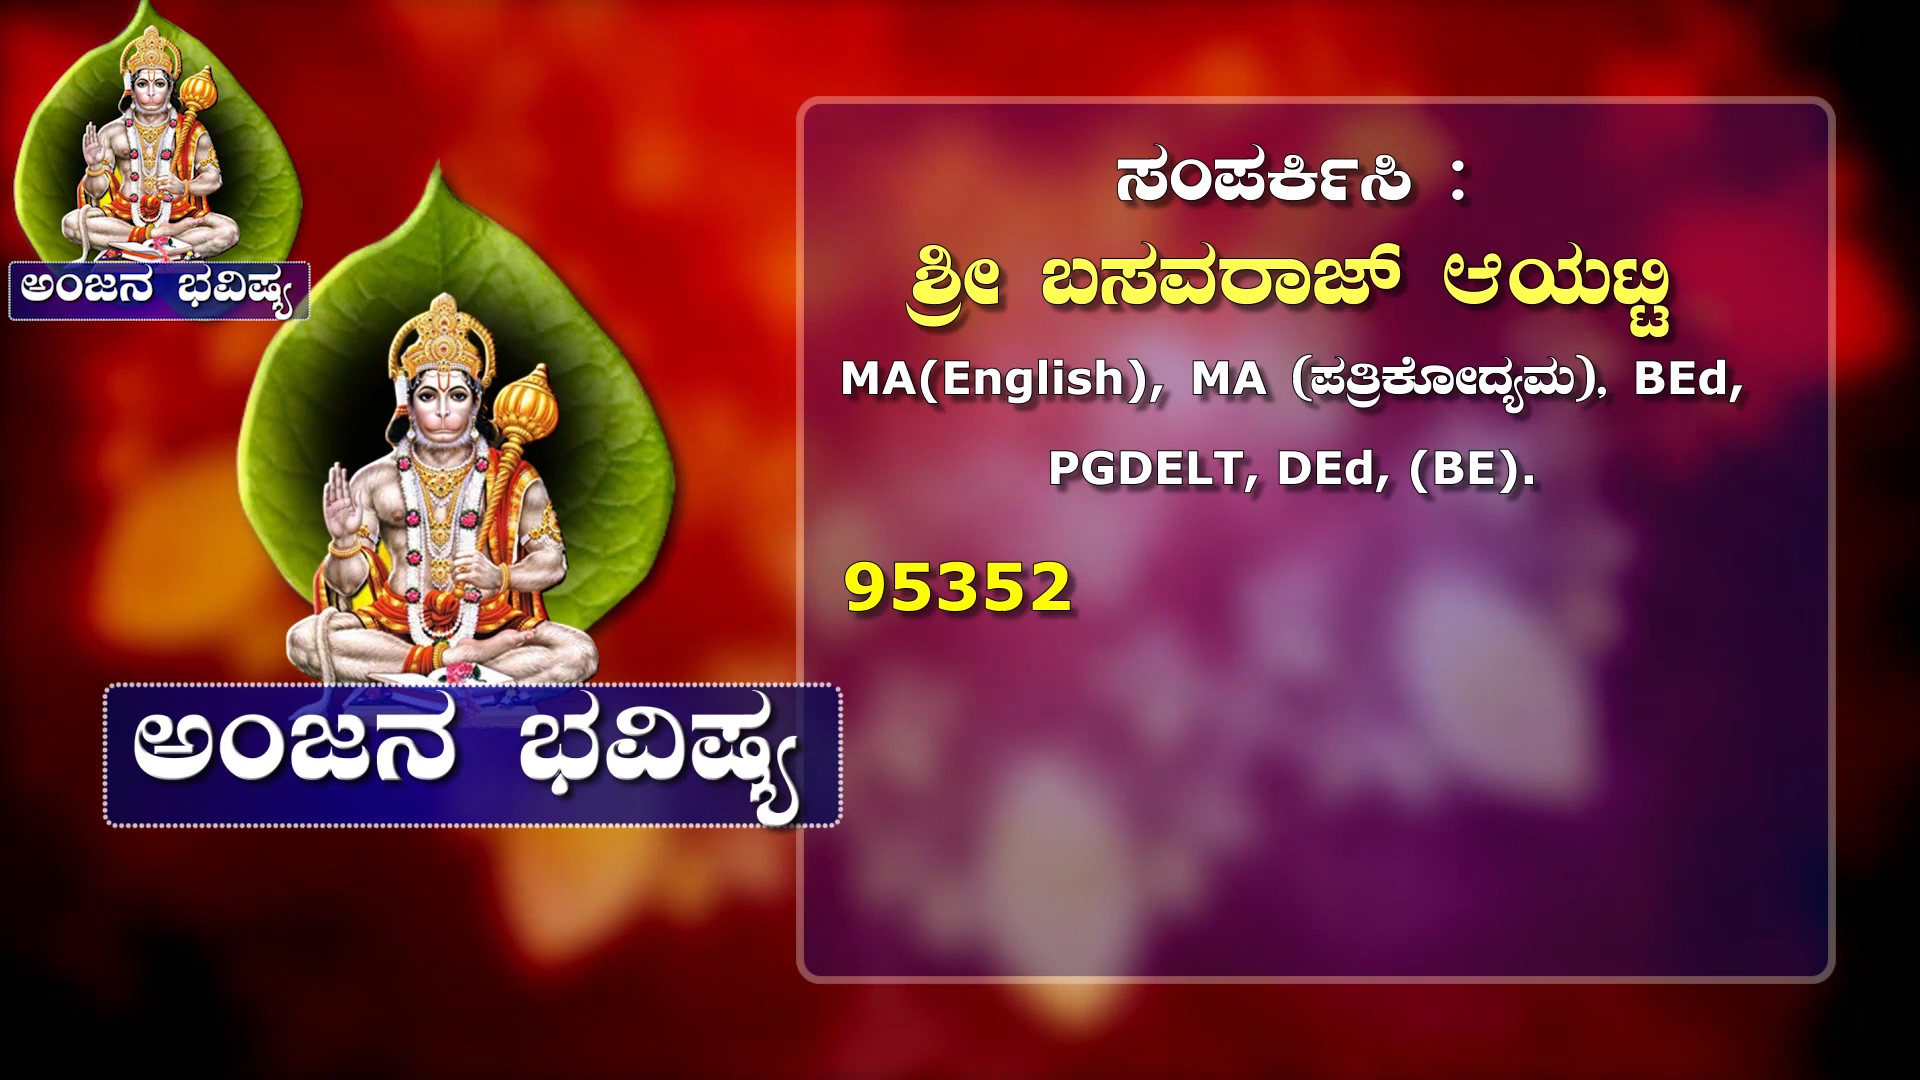 ಅಂಜನ ಭವಿಷ್ಯ
ಅಂಜನ ಭವಿಷ್ಯ
ಸಂಪರ್ಕಿಸಿ :
ಶ್ರೀ ಬಸವರಾಜ್ ಆಯಟ್ಟಿ
MA(English), MA (ಪತ್ರಿಕೋದ್ಯಮ), BEd,
PGDELT, DEd, (BE).
95352